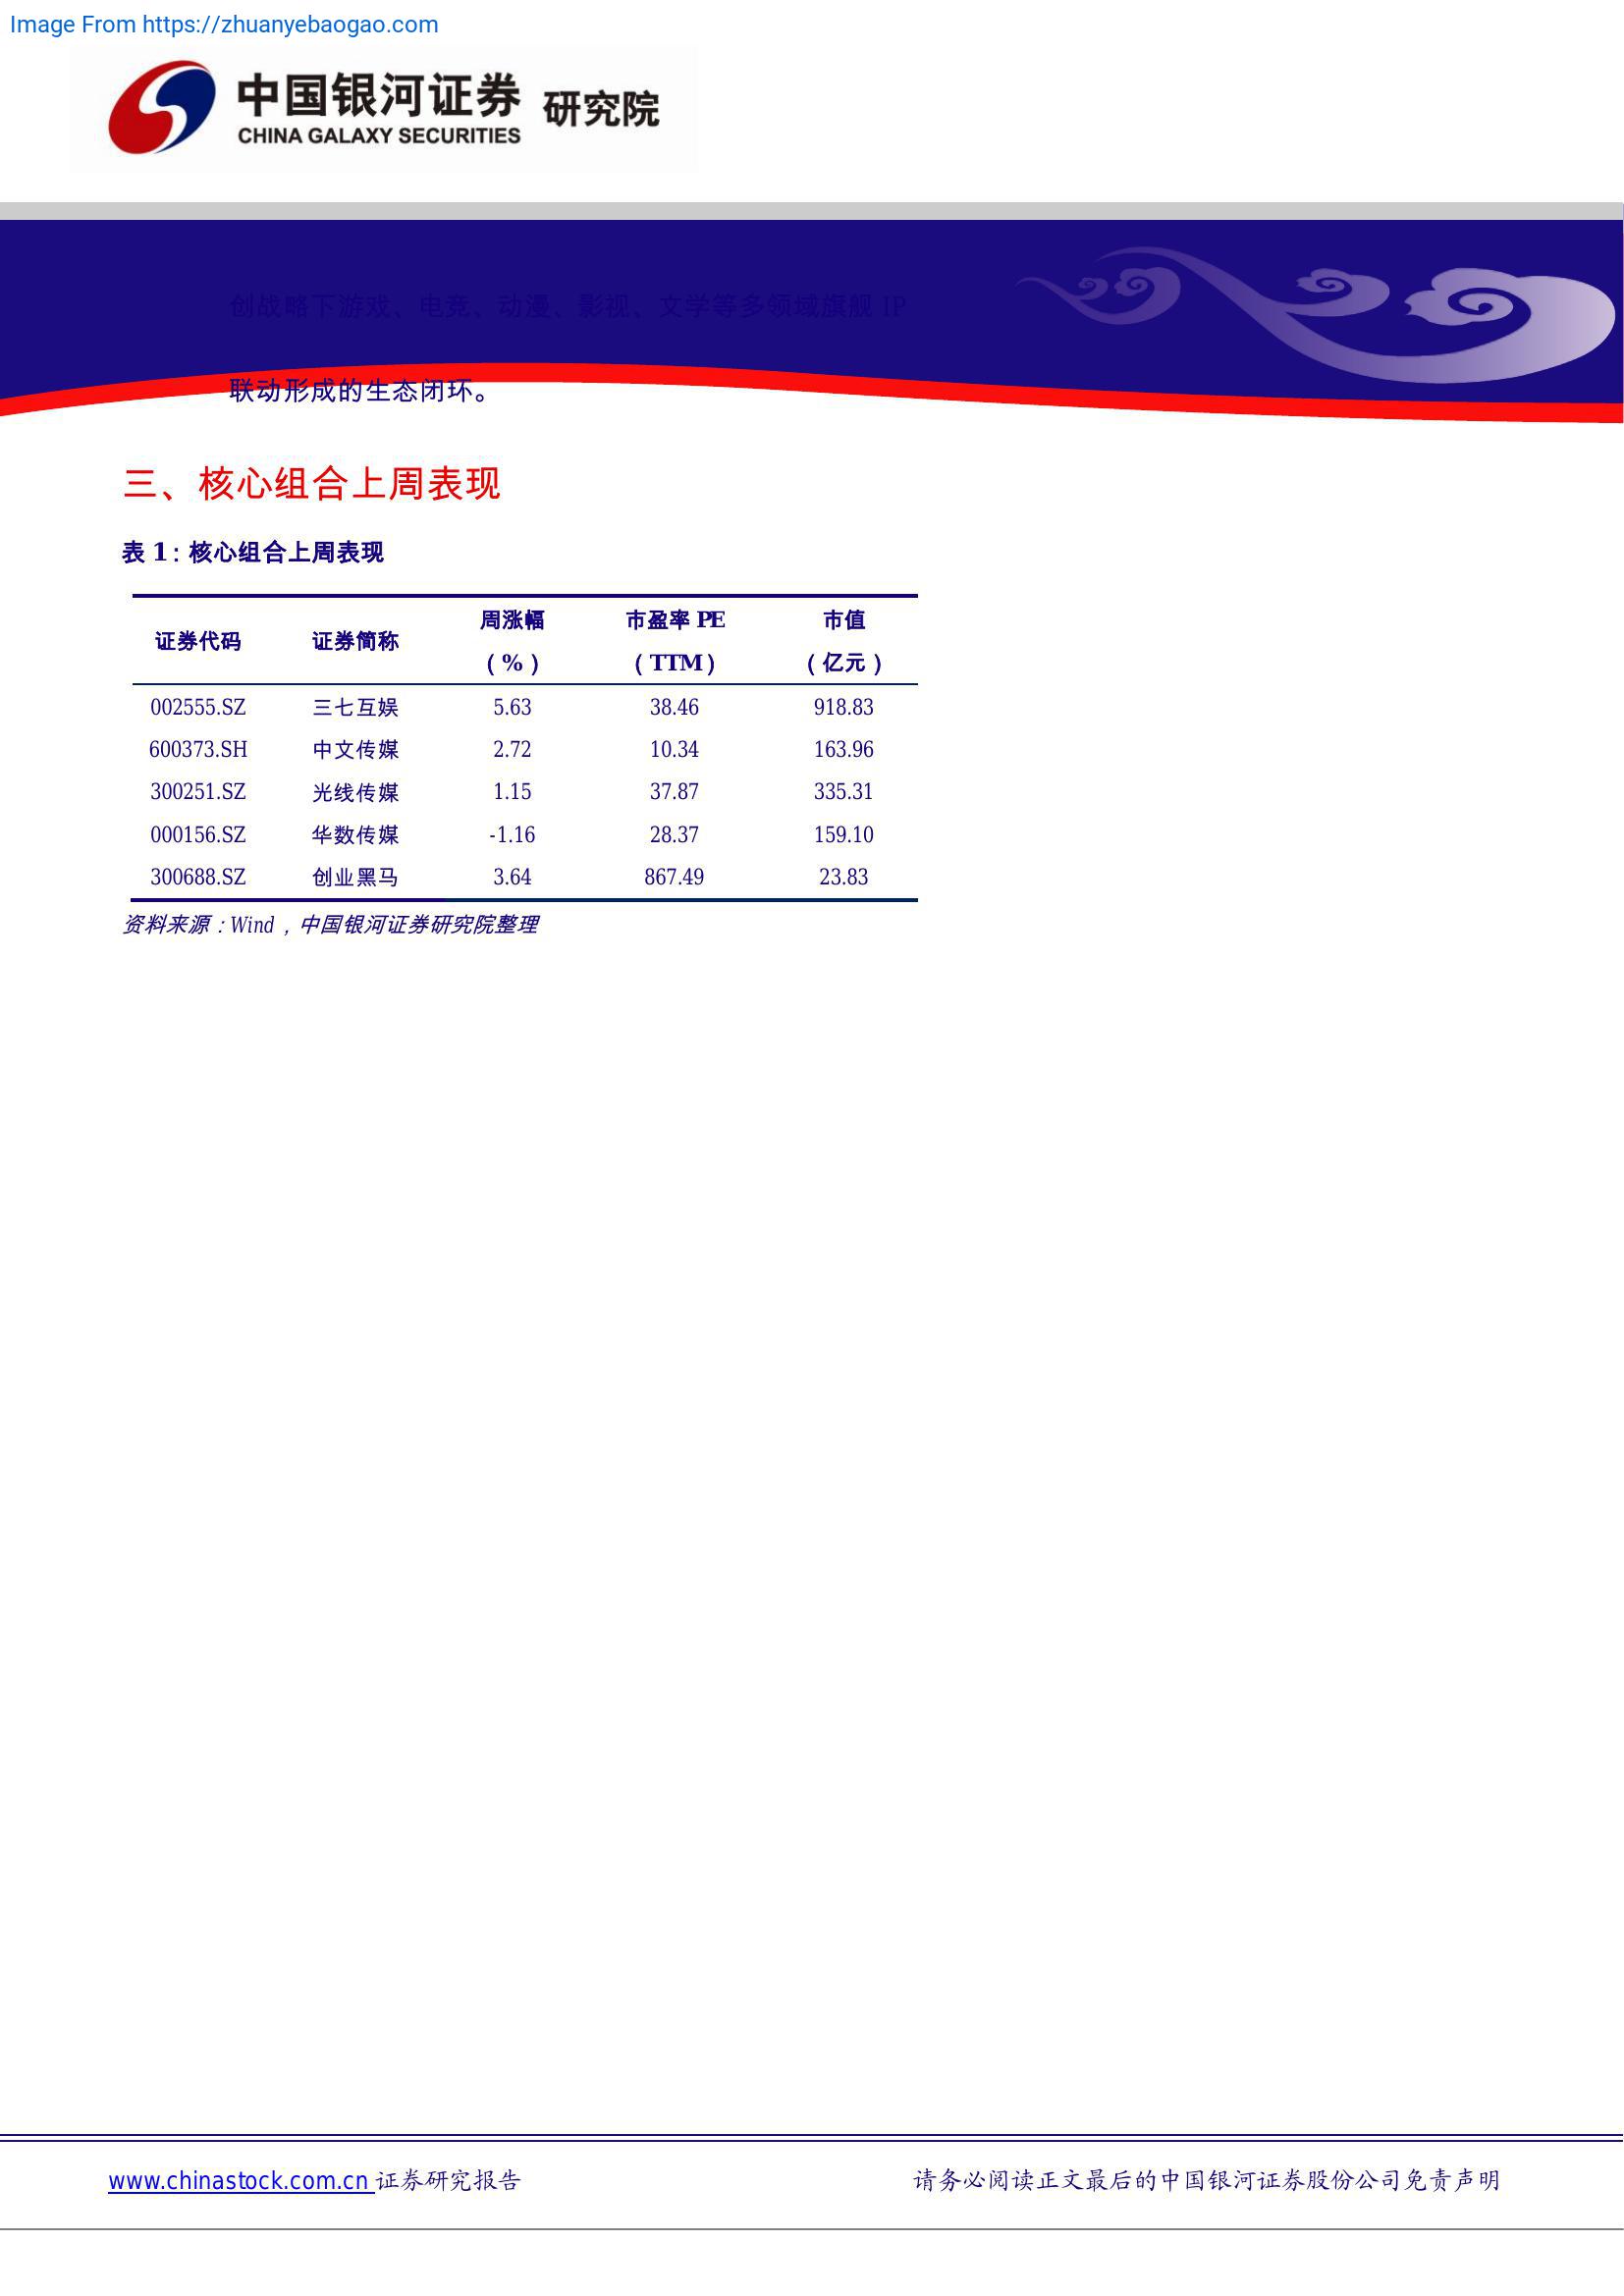 Image From https://zhuanyebaogao.com
中国银河证券 研究院
CHINA GALAXY SECURITIES
创战略下游戏、电竞、动漫、影视、文学等多领域旗舰 IP
联动形成的生态闭环。
三、核心组合上周表现
表 1：核心组合上周表现
证券代码 证券简称 周涨幅（%） 市盈率 PE（TTM） 市值（亿元）
002555.SZ 三七互娱 5.63 38.46 918.83
600373.SH 中文传媒 2.72 10.34 163.96
300251.SZ 光线传媒 1.15 37.87 335.31
000156.SZ 华数传媒 -1.16 28.37 159.10
300688.SZ 创业黑马 3.64 867.49 23.83
资料来源：Wind，中国银河证券研究院整理
www.chinastock.com.cn 证券研究报告 请务必阅读正文最后的中国银河证券股份公司免责声明